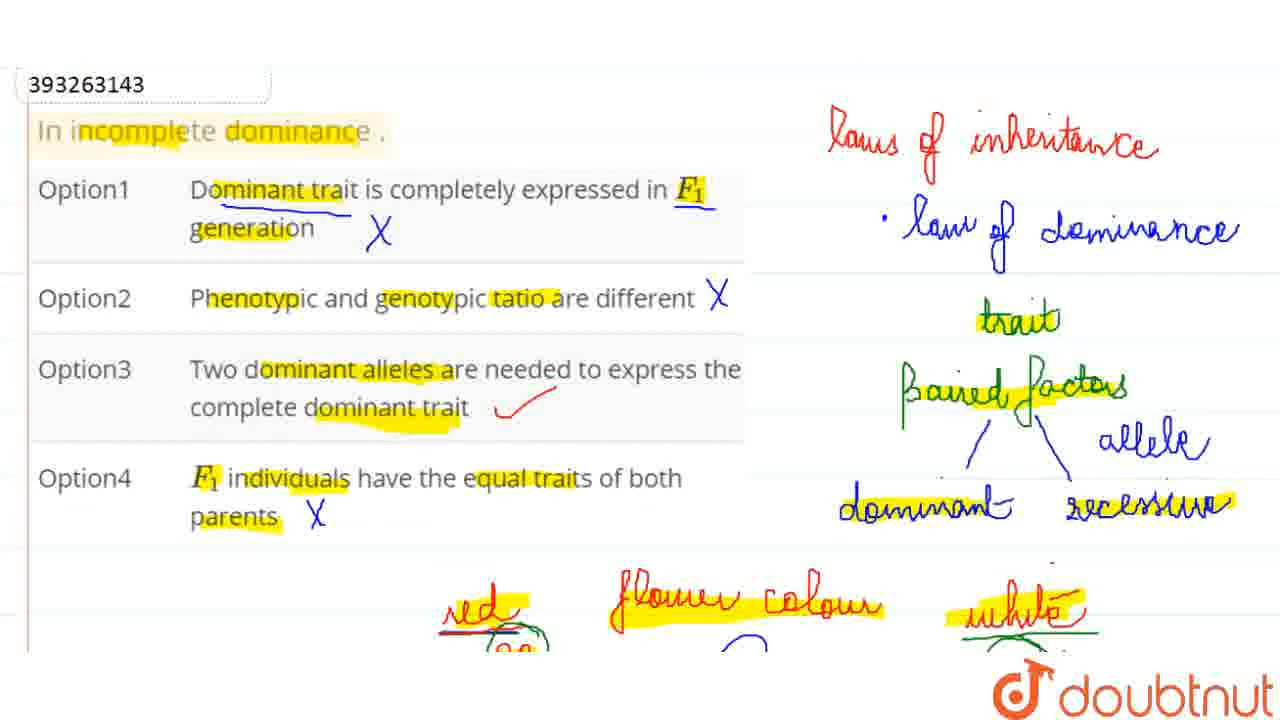 393263143
In incomplete dominance .
Option1 Dominant trait is completely expressed in F₁
generation X
Option2 Phenotypic and genotypic tatio are different X
Option3 Two dominant alleles are needed to express the
complete dominant trait ✓
Option4 F₁ individuals have the equal traits of both
parents X
laws of inheritance
· law of dominance
trait
paired factors
allele
dominant recessive
red flower colour white
doubtnut